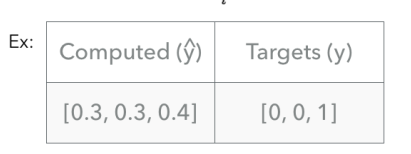 Ex:
Computed (ŷ) Targets (y)
[0.3, 0.3, 0.4] [0, 0, 1]